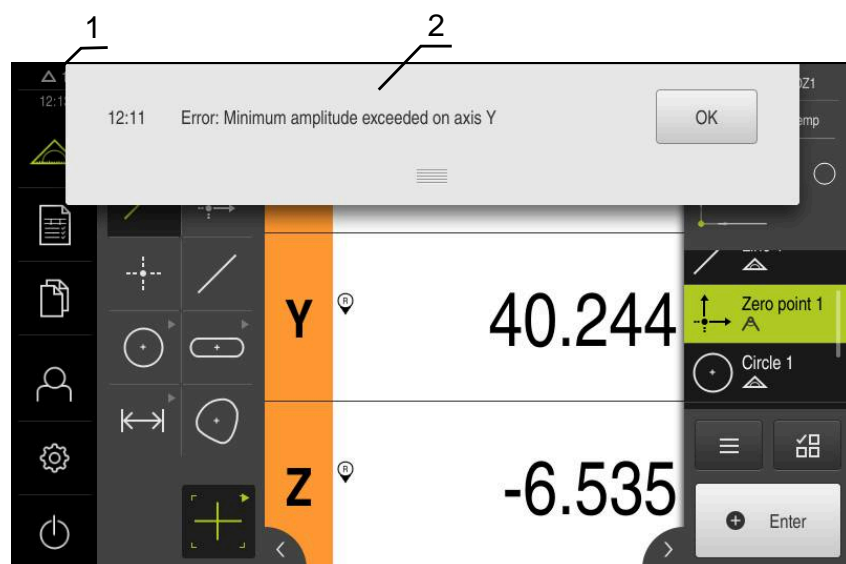 1
2
12:11 Error: Minimum amplitude exceeded on axis Y OK
Y R 40.244
Z R -6.535
Zero point 1
Circle 1
Enter